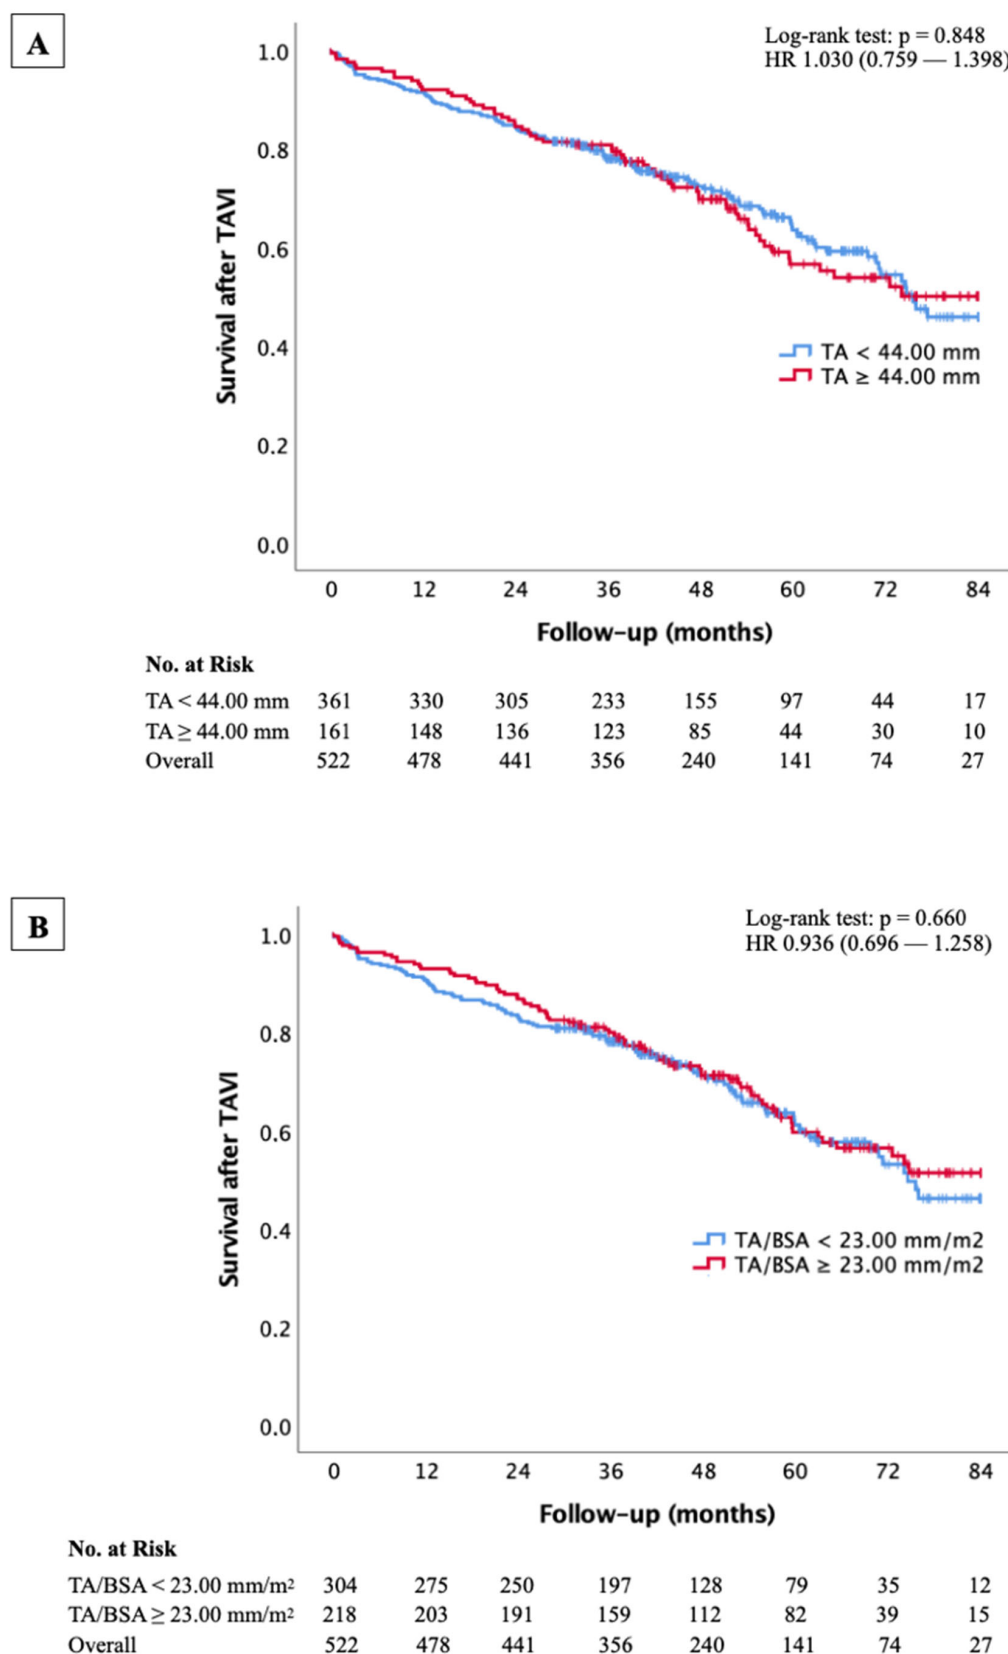 A
Log-rank test: p = 0.848
HR 1.030 (0.759 — 1.398)
1.0
0.8
0.6
0.4
0.2
0.0
Survival after TAVI
TA < 44.00 mm
TA ≥ 44.00 mm
0 12 24 36 48 60 72 84
Follow-up (months)
No. at Risk
TA < 44.00 mm 361 330 305 233 155 97 44 17
TA ≥ 44.00 mm 161 148 136 123 85 44 30 10
Overall 522 478 441 356 240 141 74 27
B
Log-rank test: p = 0.660
HR 0.936 (0.696 — 1.258)
1.0
0.8
0.6
0.4
0.2
0.0
Survival after TAVI
TA/BSA < 23.00 mm/m2
TA/BSA ≥ 23.00 mm/m2
0 12 24 36 48 60 72 84
Follow-up (months)
No. at Risk
TA/BSA < 23.00 mm/m² 304 275 250 197 128 79 35 12
TA/BSA ≥ 23.00 mm/m² 218 203 191 159 112 82 39 15
Overall 522 478 441 356 240 141 74 27